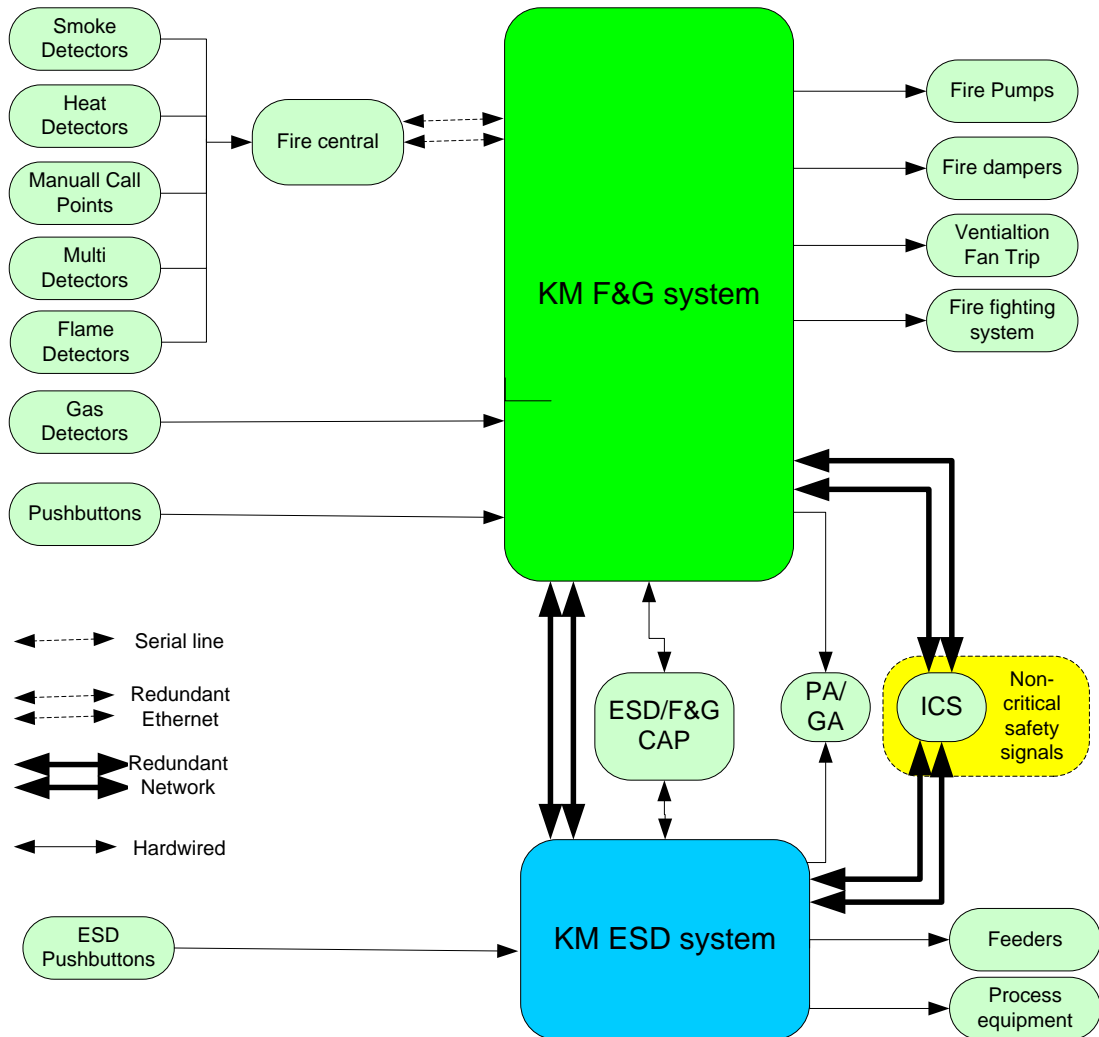 Smoke
Detectors
Heat
Detectors
Manuall Call
Points
Multi
Detectors
Flame
Detectors
Gas
Detectors
Pushbuttons
Fire central
KM F&G system
Fire Pumps
Fire dampers
Ventialtion
Fan Trip
Fire fighting
system
Serial line
Redundant
Ethernet
Redundant
Network
Hardwired
ESD/F&G
CAP
PA/
GA
ICS
Non-
critical
safety
signals
ESD
Pushbuttons
KM ESD system
Feeders
Process
equipment